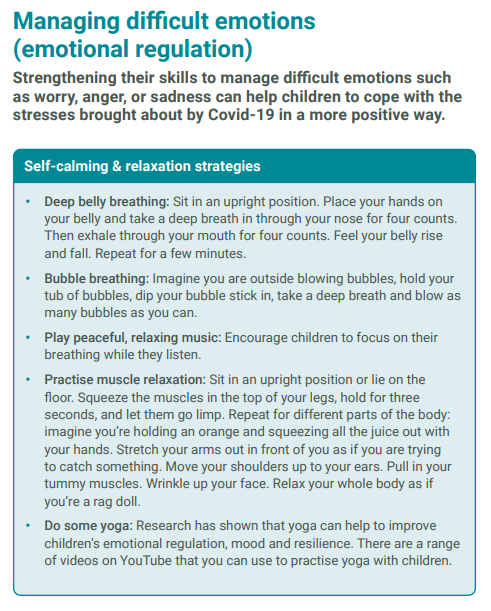 Managing difficult emotions
(emotional regulation)
Strengthening their skills to manage difficult emotions such
as worry, anger, or sadness can help children to cope with the
stresses brought about by Covid-19 in a more positive way.
Self-calming & relaxation strategies
• Deep belly breathing: Sit in an upright position. Place your hands on
your belly and take a deep breath in through your nose for four counts.
Then exhale through your mouth for four counts. Feel your belly rise
and fall. Repeat for a few minutes.
• Bubble breathing: Imagine you are outside blowing bubbles, hold your
tub of bubbles, dip your bubble stick in, take a deep breath and blow as
many bubbles as you can.
• Play peaceful, relaxing music: Encourage children to focus on their
breathing while they listen.
• Practise muscle relaxation: Sit in an upright position or lie on the
floor. Squeeze the muscles in the top of your legs, hold for three
seconds, and let them go limp. Repeat for different parts of the body:
imagine you're holding an orange and squeezing all the juice out with
your hands. Stretch your arms out in front of you as if you are trying
to catch something. Move your shoulders up to your ears. Pull in your
tummy muscles. Wrinkle up your face. Relax your whole body as if
you're a rag doll.
• Do some yoga: Research has shown that yoga can help to improve
children's emotional regulation, mood and resilience. There are a range
of videos on YouTube that you can use to practise yoga with children.